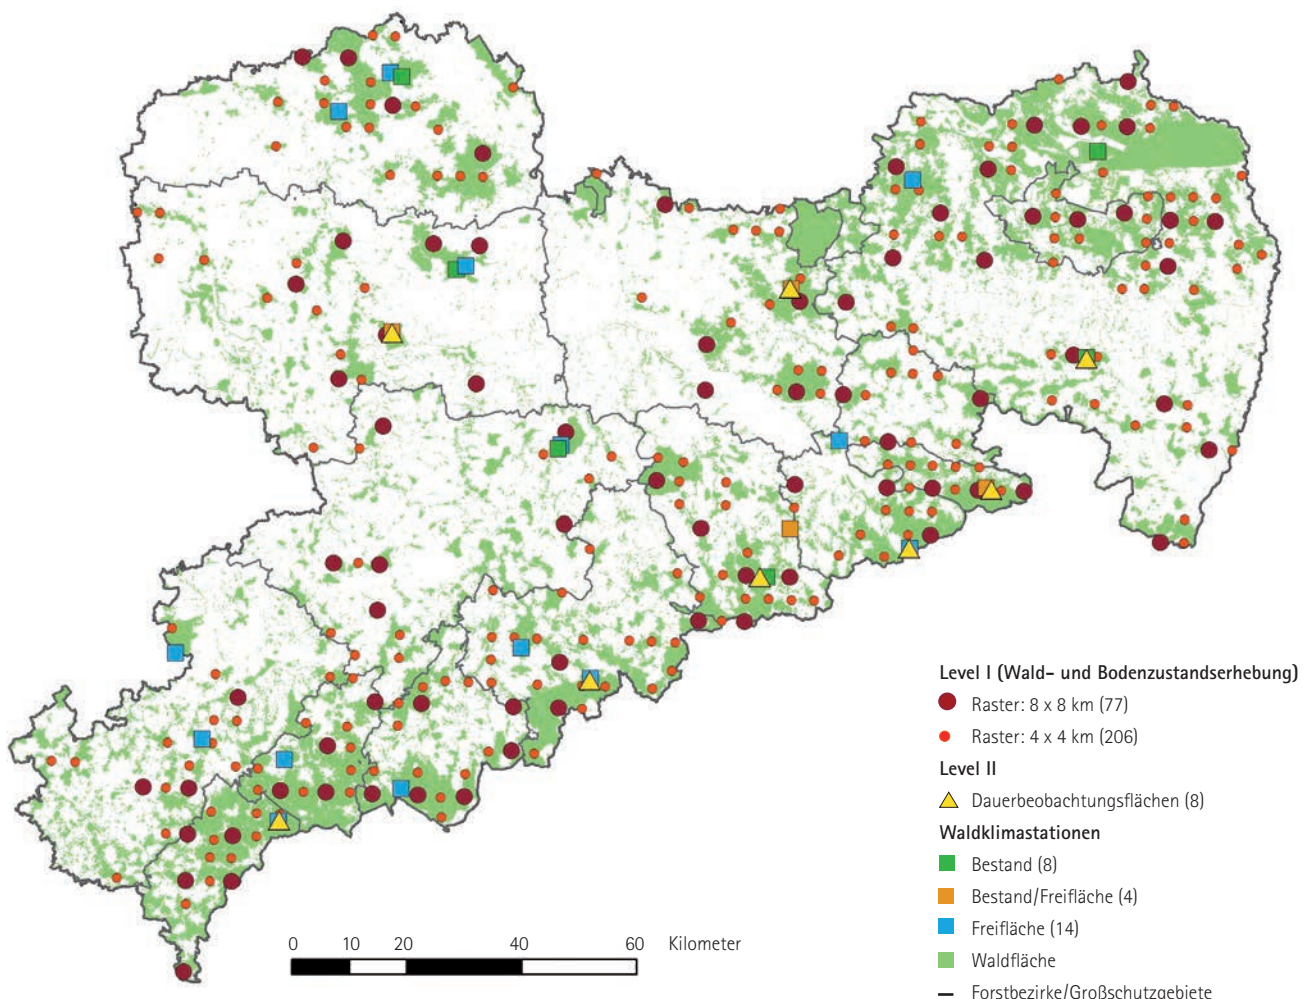 Level I (Wald- und Bodenzustandserhebung)
Raster: 8 x 8 km (77)
Raster: 4 x 4 km (206)
Level II
Dauerbeobachtungsflächen (8)
Waldklimastationen
Bestand (8)
Bestand/Freifläche (4)
Freifläche (14)
Waldfläche
Forstbezirke/Großschutzgebiete
0 10 20 40 60 Kilometer